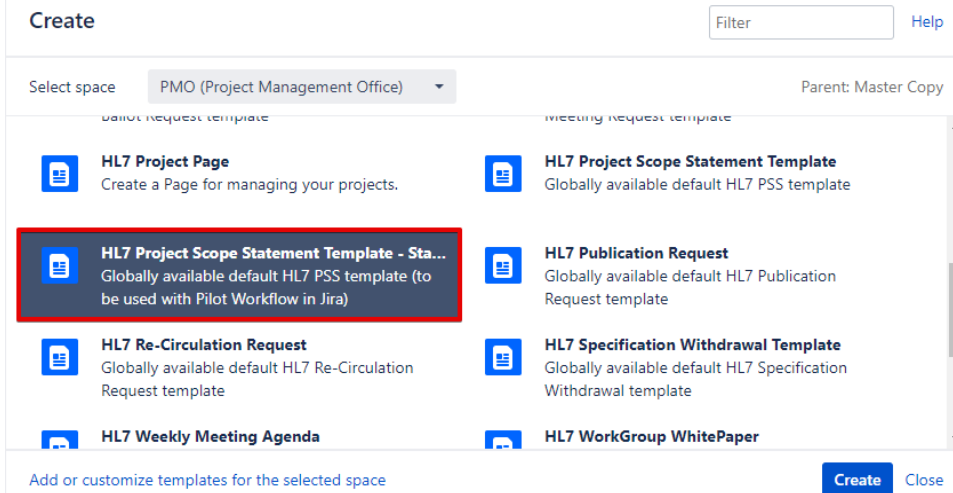 Create
Filter
Help
Select space
PMO (Project Management Office)
Parent: Master Copy
Ballot Request template
Meeting Request template
HL7 Project Page
Create a Page for managing your projects.
HL7 Project Scope Statement Template
Globally available default HL7 PSS template
HL7 Project Scope Statement Template - Sta...
Globally available default HL7 PSS template (to
be used with Pilot Workflow in Jira)
HL7 Publication Request
Globally available default HL7 Publication
Request template
HL7 Re-Circulation Request
Globally available default HL7 Re-Circulation
Request template
HL7 Specification Withdrawal Template
Globally available default HL7 Specification
Withdrawal template
HL7 Weekly Meeting Agenda
HL7 WorkGroup WhitePaper
Add or customize templates for the selected space
Create
Close